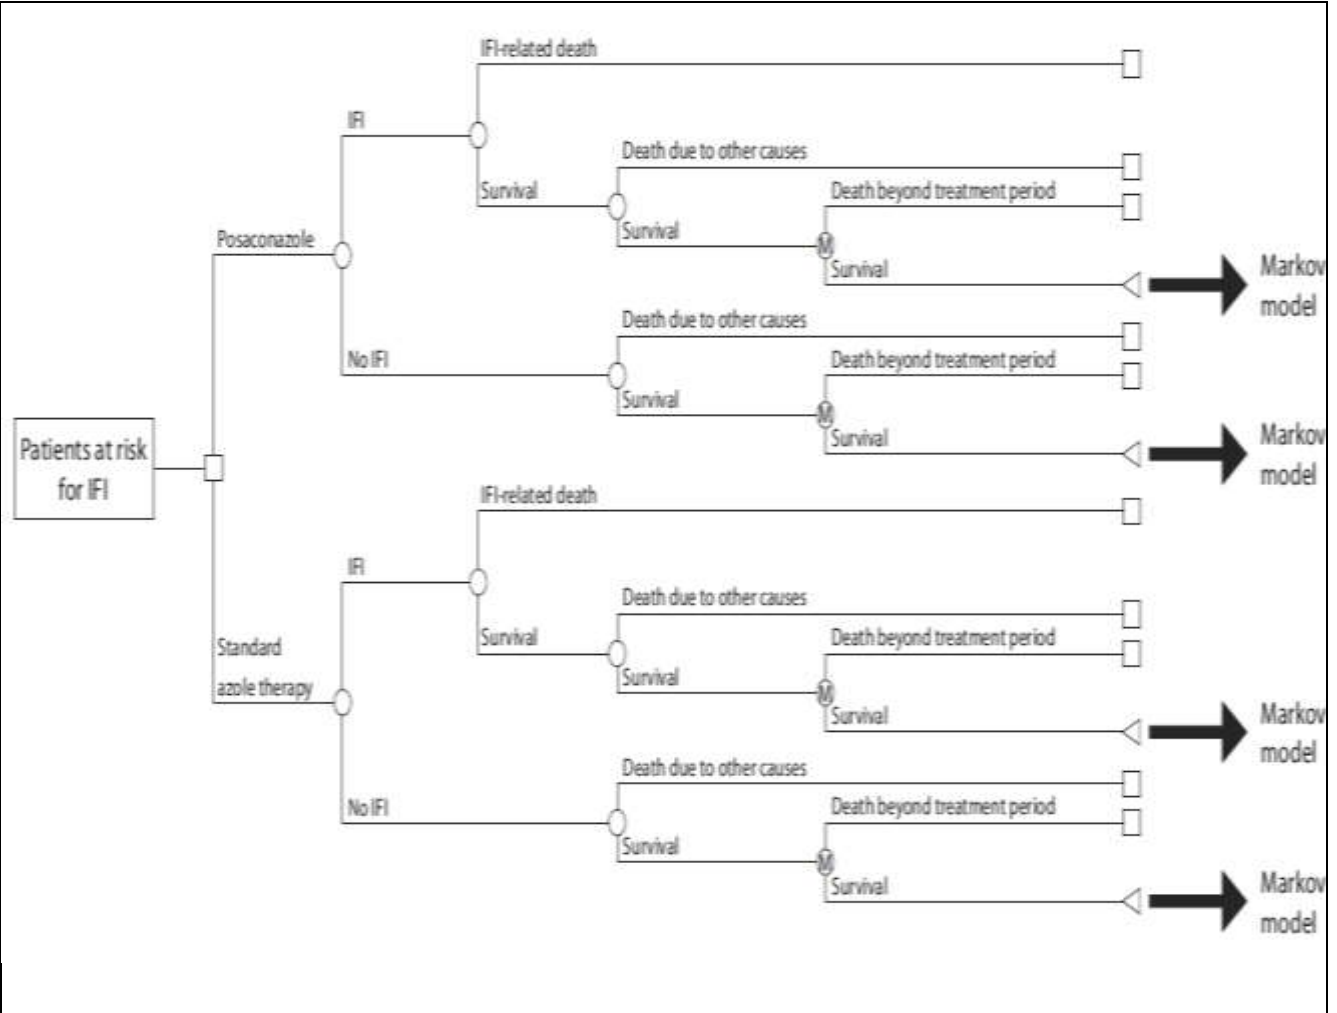 IFI-related death
IFI
Death due to other causes
Survival
Death beyond treatment period
Survival
M
Survival
Markov
model
Posaconazole
Death due to other causes
No IFI
Death beyond treatment period
Survival
M
Survival
Markov
model
Patients at risk
for IFI
IFI-related death
IFI
Death due to other causes
Survival
Death beyond treatment period
Survival
M
Survival
Markov
model
Standard
azole therapy
Death due to other causes
No IFI
Death beyond treatment period
Survival
M
Survival
Markov
model